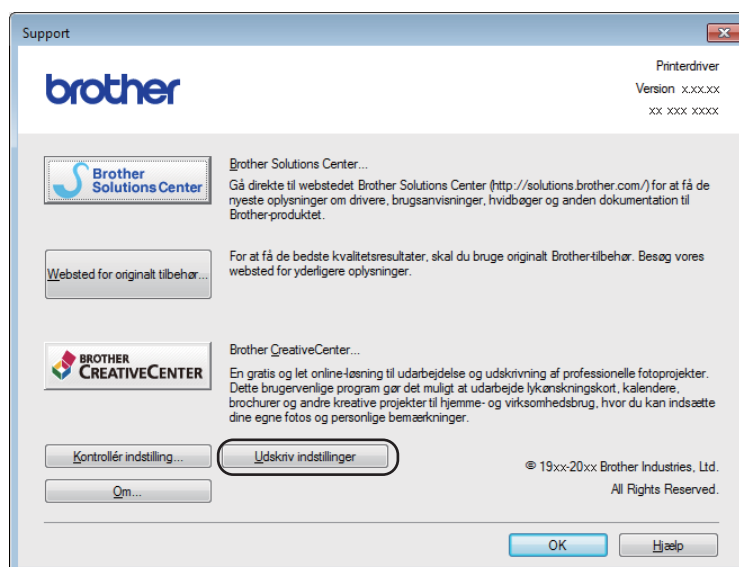 Support
brother
Printerdriver
Version x.xx.xx
xx xxx xxxx
Brother
Solutions Center
Brother Solutions Center...
Gå direkte til webstedet Brother Solutions Center (http://solutions.brother.com/) for at få de
nyeste oplysninger om drivere, brugsanvisninger, hvidbøger og anden dokumentation til
Brother-produktet.
Websted for originalt tilbehør...
For at få de bedste kvalitetsresultater, skal du bruge originalt Brother-tilbehør. Besøg vores
websted for yderligere oplysninger.
BROTHER
CREATIVECENTER
Brother CreativeCenter...
En gratis og let online-løsning til udarbejdelse og udskrivning af professionelle fotoprojekter.
Dette brugervenlige program gør det muligt at udarbejde lykønskningskort, kalendere,
brochurer og andre kreative projekter til hjemme- og virksomhedsbrug, hvor du kan indsætte
dine egne fotos og personlige bemærkninger.
Kontrollér indstilling...
Udskriv indstillinger
Om...
© 19xx-20xx Brother Industries, Ltd.
All Rights Reserved.
OK
Hjælp